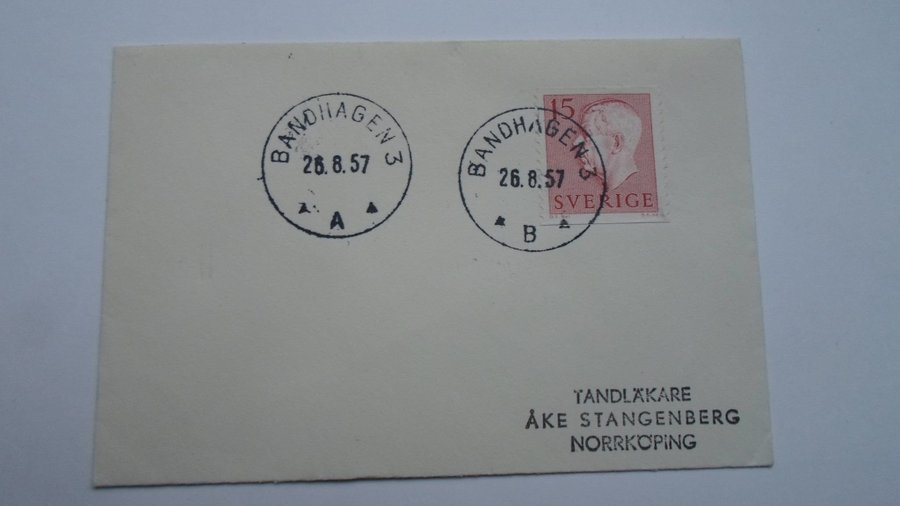 BANDHAGEN 3
26.8.57
A
BANDHAGEN 3
26.8.57
B
15
SVERIGE
TANDLÄKARE
ÅKE STANGENBERG
NORRKÖPING